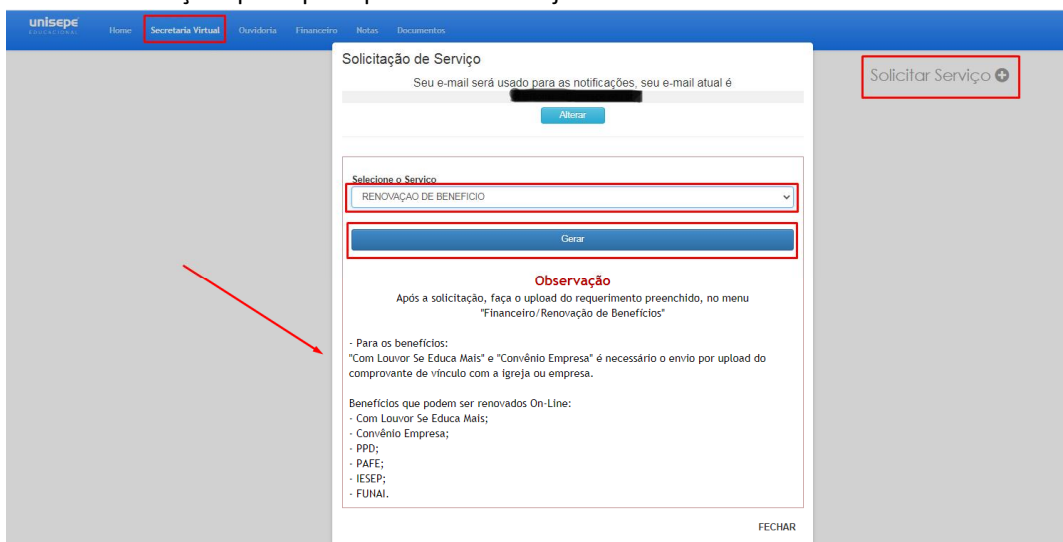 unisepe
EDUCACIONAL
Home Secretaria Virtual Ouvidoria Financeiro Notas Documentos
Solicitação de Serviço
Seu e-mail será usado para as notificações, seu e-mail atual é
Solicitar Serviço
Alterar
Selecione o Servico
RENOVAÇAO DE BENEFICIO
Gerar
Observação
Após a solicitação, faça o upload do requerimento preenchido, no menu
"Financeiro/Renovação de Benefícios"
- Para os benefícios:
"Com Louvor Se Educa Mais" e "Convênio Empresa" é necessário o envio por upload do
comprovante de vínculo com a igreja ou empresa.
Benefícios que podem ser renovados On-Line:
- Com Louvor Se Educa Mais;
- Convênio Empresa;
- PPD;
- PAFE;
- IESEP;
- FUNAI.
FECHAR